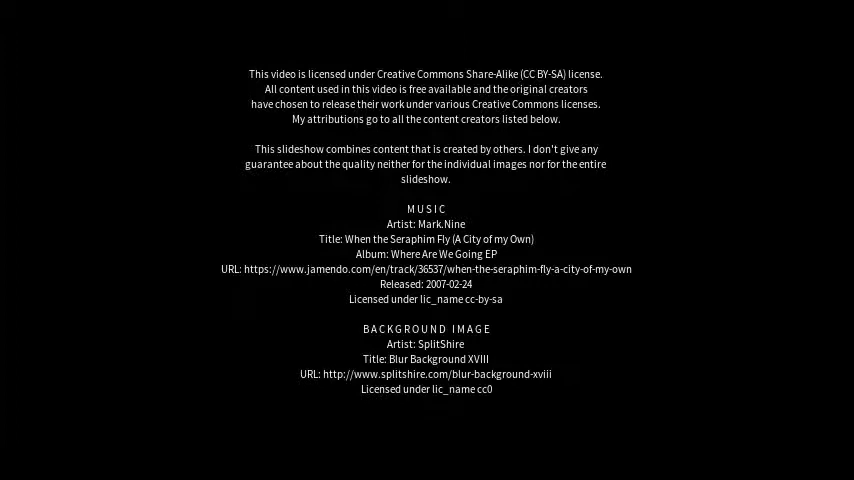 This video is licensed under Creative Commons Share-Alike (CC BY-SA) license.
All content used in this video is free available and the original creators
have chosen to release their work under various Creative Commons licenses.
My attributions go to all the content creators listed below.
This slideshow combines content that is created by others. I don't give any
guarantee about the quality neither for the individual images nor for the entire
slideshow.
MUSIC
Artist: Mark.Nine
Title: When the Seraphim Fly (A City of my Own)
Album: Where Are We Going EP
URL: https://www.jamendo.com/en/track/36537/when-the-seraphim-fly-a-city-of-my-own
Released: 2007-02-24
Licensed under lic_name cc-by-sa
BACKGROUND IMAGE
Artist: SplitShire
Title: Blur Background XVIII
URL: http://www.splitshire.com/blur-background-xviii
Licensed under lic_name cc0